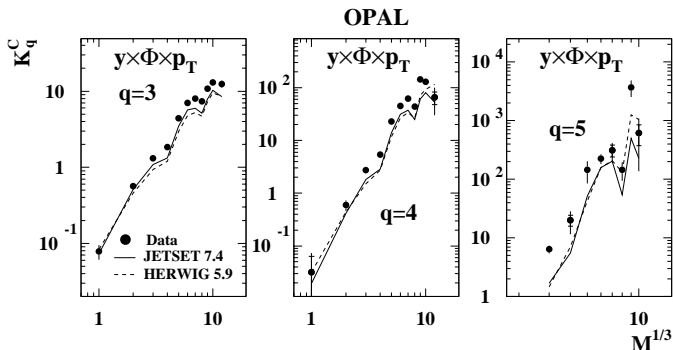 OPAL
K_q^C
y×Φ×p_T
q=3
10
1
10^-1
Data
JETSET 7.4
HERWIG 5.9
1
10
y×Φ×p_T
10^2
10
1
10^-1
q=4
1
10
y×Φ×p_T
10^4
10^3
10^2
10
1
q=5
10
M^1/3